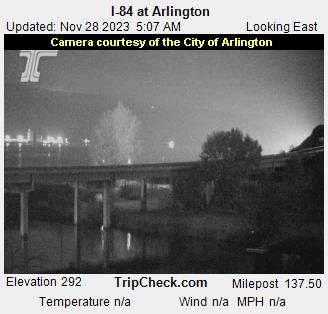 I-84 at Arlington
Updated: Nov 28 2023 5:07 AM Looking East
Camera courtesy of the City of Arlington
Elevation 292 TripCheck.com Milepost 137.50
Temperature n/a Wind n/a MPH n/a